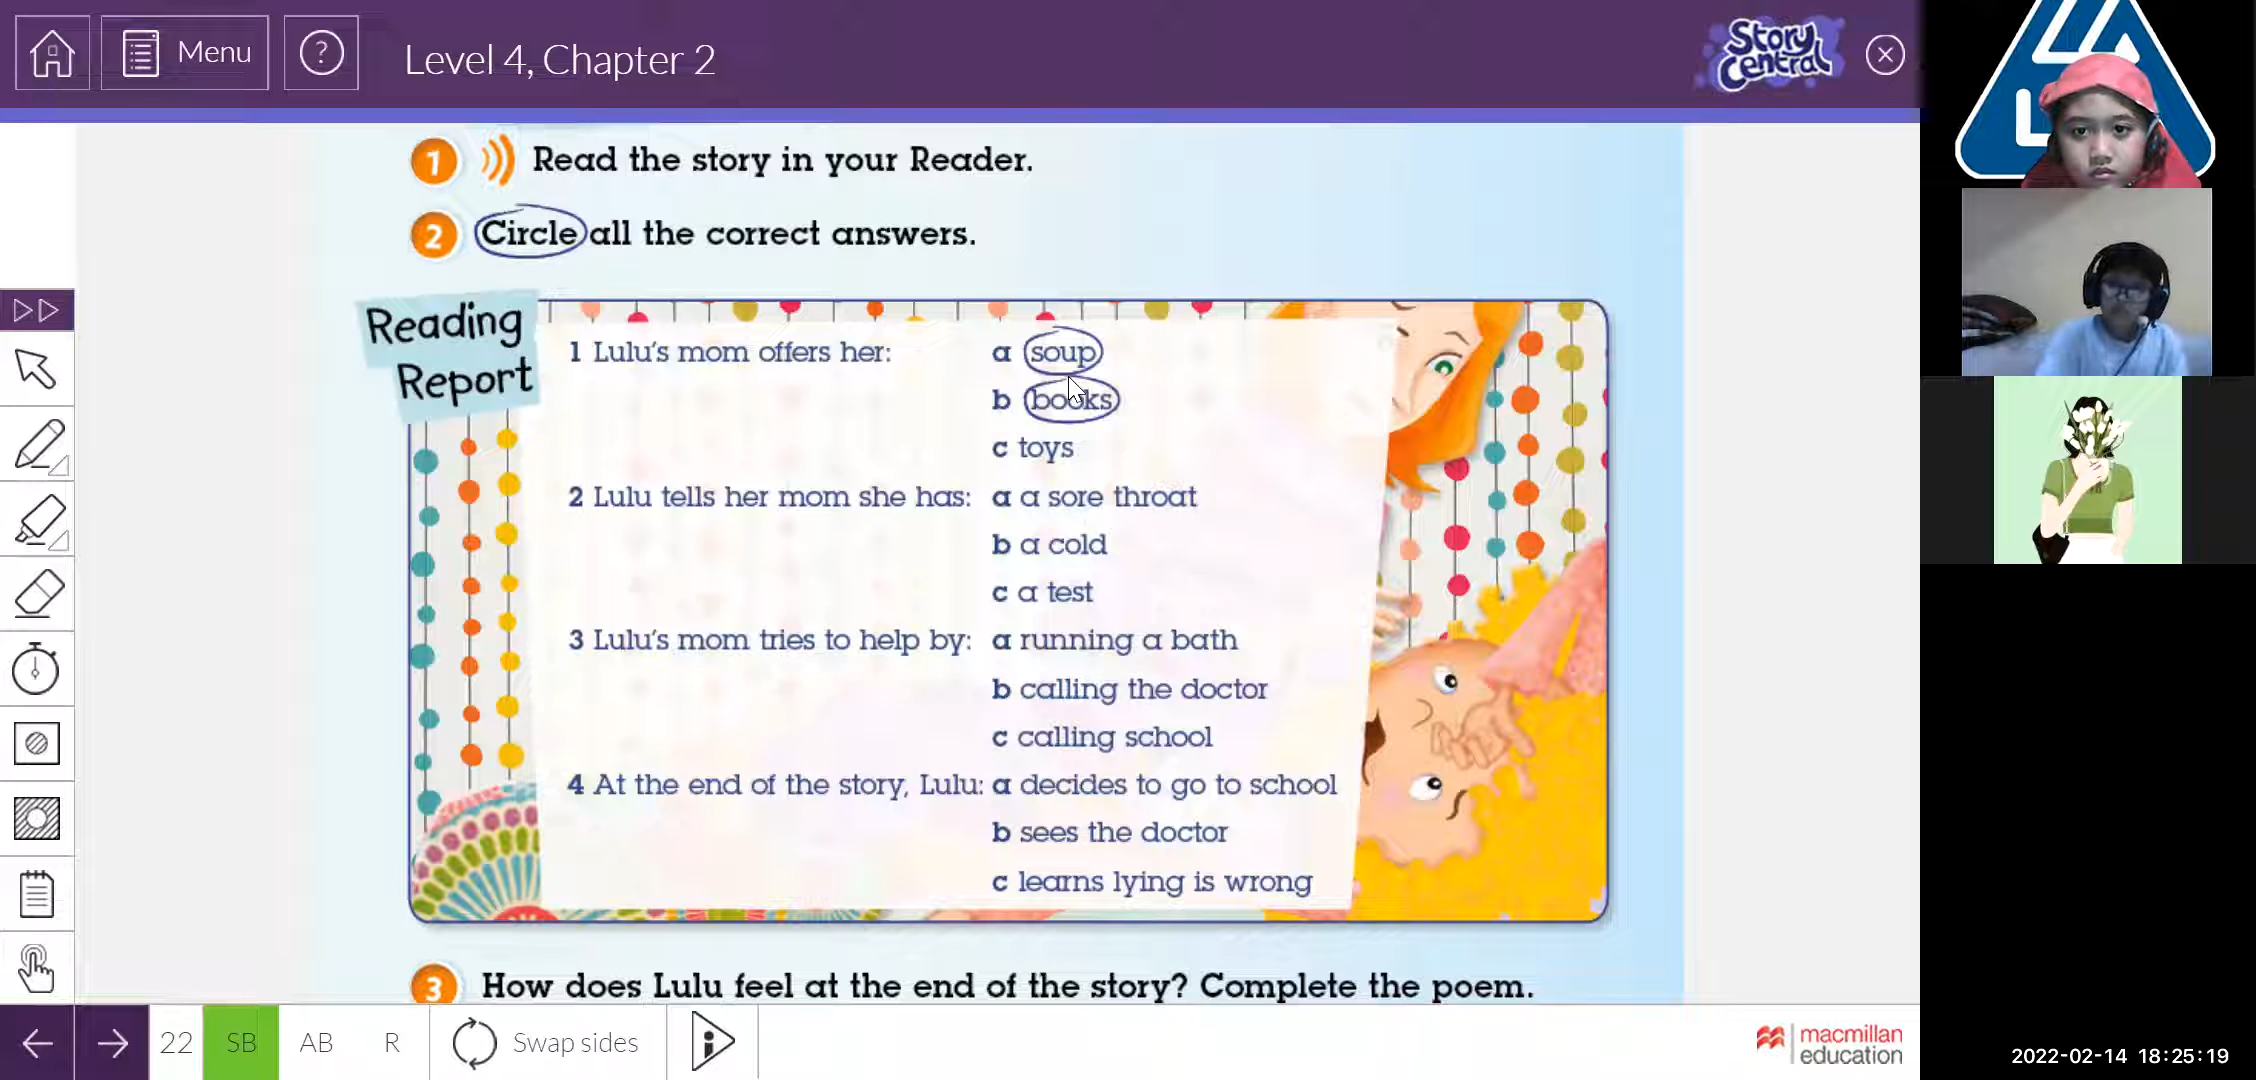 Menu
?
Level 4, Chapter 2
Story Central
1 Read the story in your Reader.
2 Circle all the correct answers.
Reading Report
1 Lulu's mom offers her: a soup
b books
c toys
2 Lulu tells her mom she has: a a sore throat
b a cold
c a test
3 Lulu's mom tries to help by: a running a bath
b calling the doctor
c calling school
4 At the end of the story, Lulu: a decides to go to school
b sees the doctor
c learns lying is wrong
3 How does Lulu feel at the end of the story? Complete the poem.
22 SB AB R Swap sides
macmillan education
2022-02-14 18:25:19